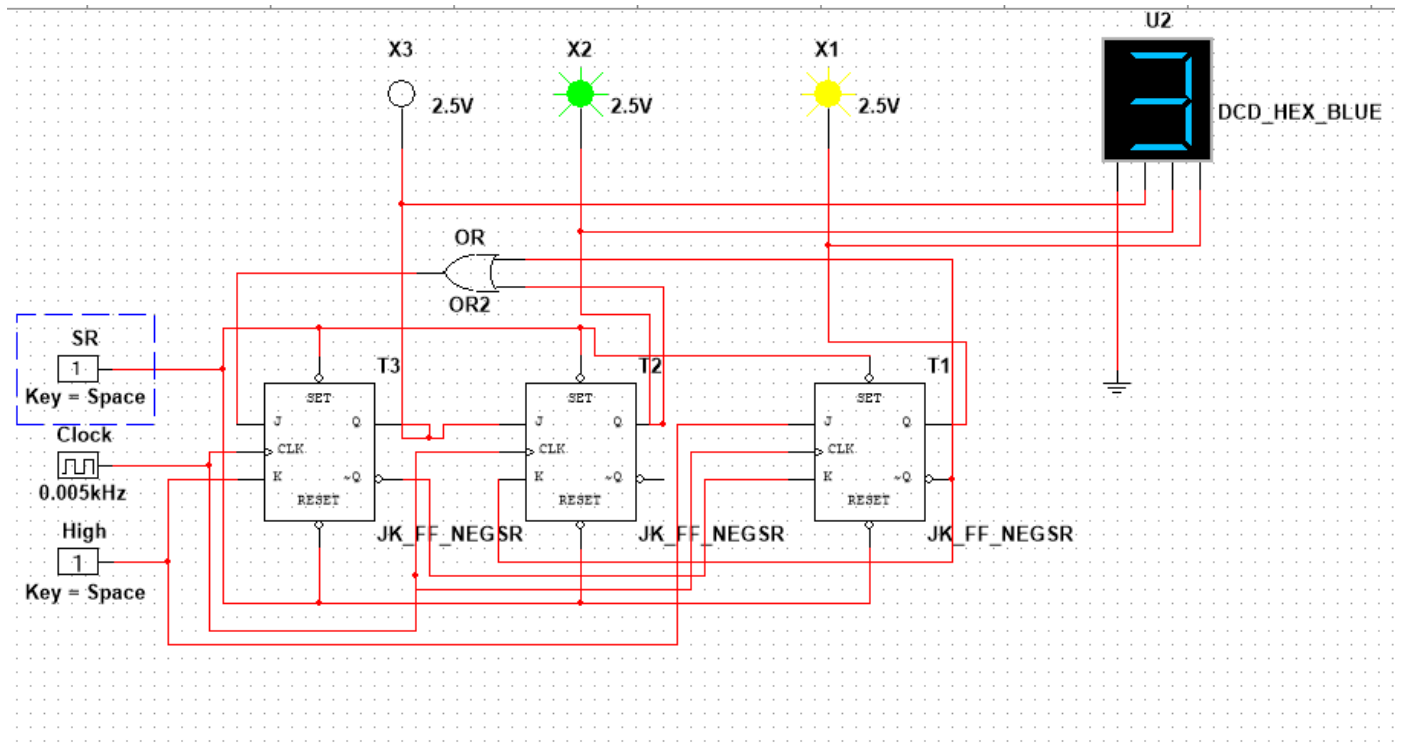 U2
X3
X2
X1
2.5V
2.5V
2.5V
3
DCD_HEX_BLUE
OR
OR2
SR
1
Key = Space
Clock
0.005kHz
High
1
Key = Space
T3
SET
J
Q
CLK
K
~Q
RESET
JK_FF_NEGSR
T2
SET
J
Q
CLK
K
~Q
RESET
JK_FF_NEGSR
T1
SET
J
Q
CLK
K
~Q
RESET
JK_FF_NEGSR